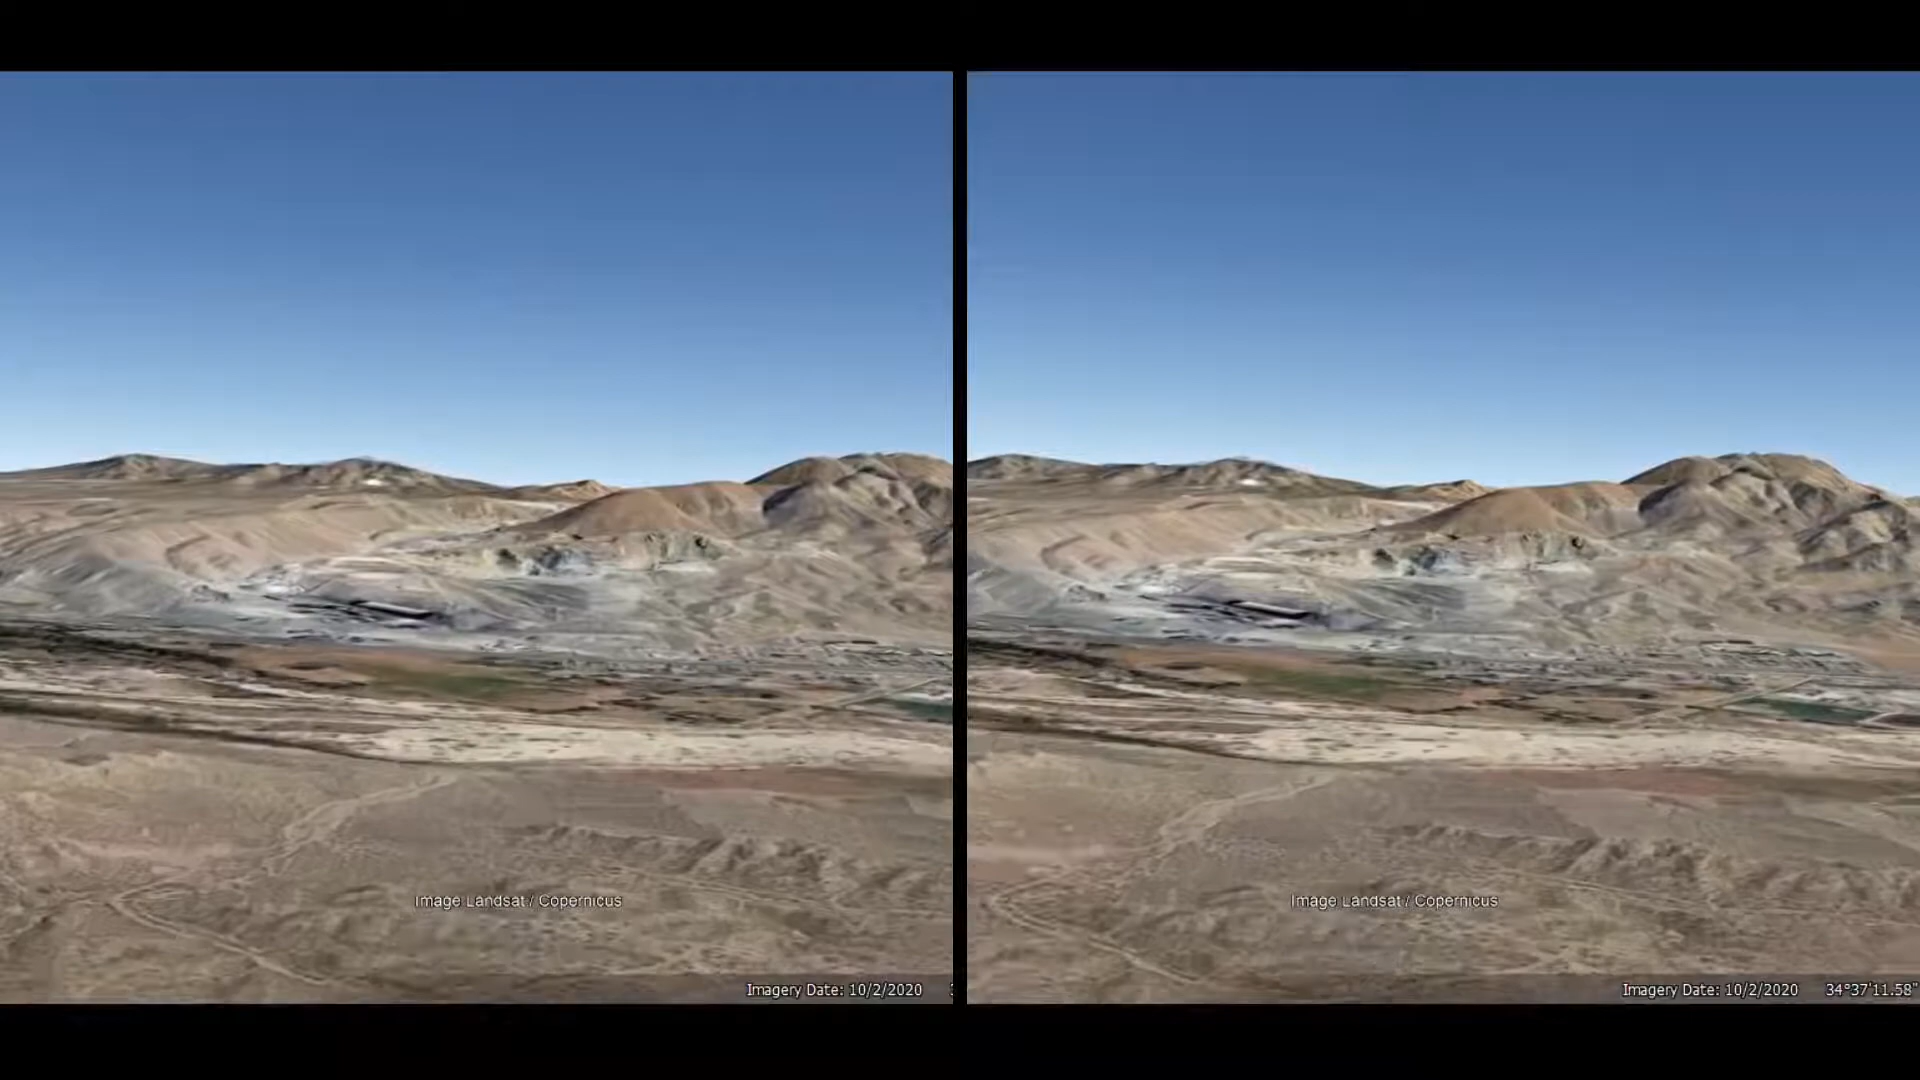 Image Landsat / Copernicus
Imagery Date: 10/2/2020
Image Landsat / Copernicus
Imagery Date: 10/2/2020 34°37'11.58"